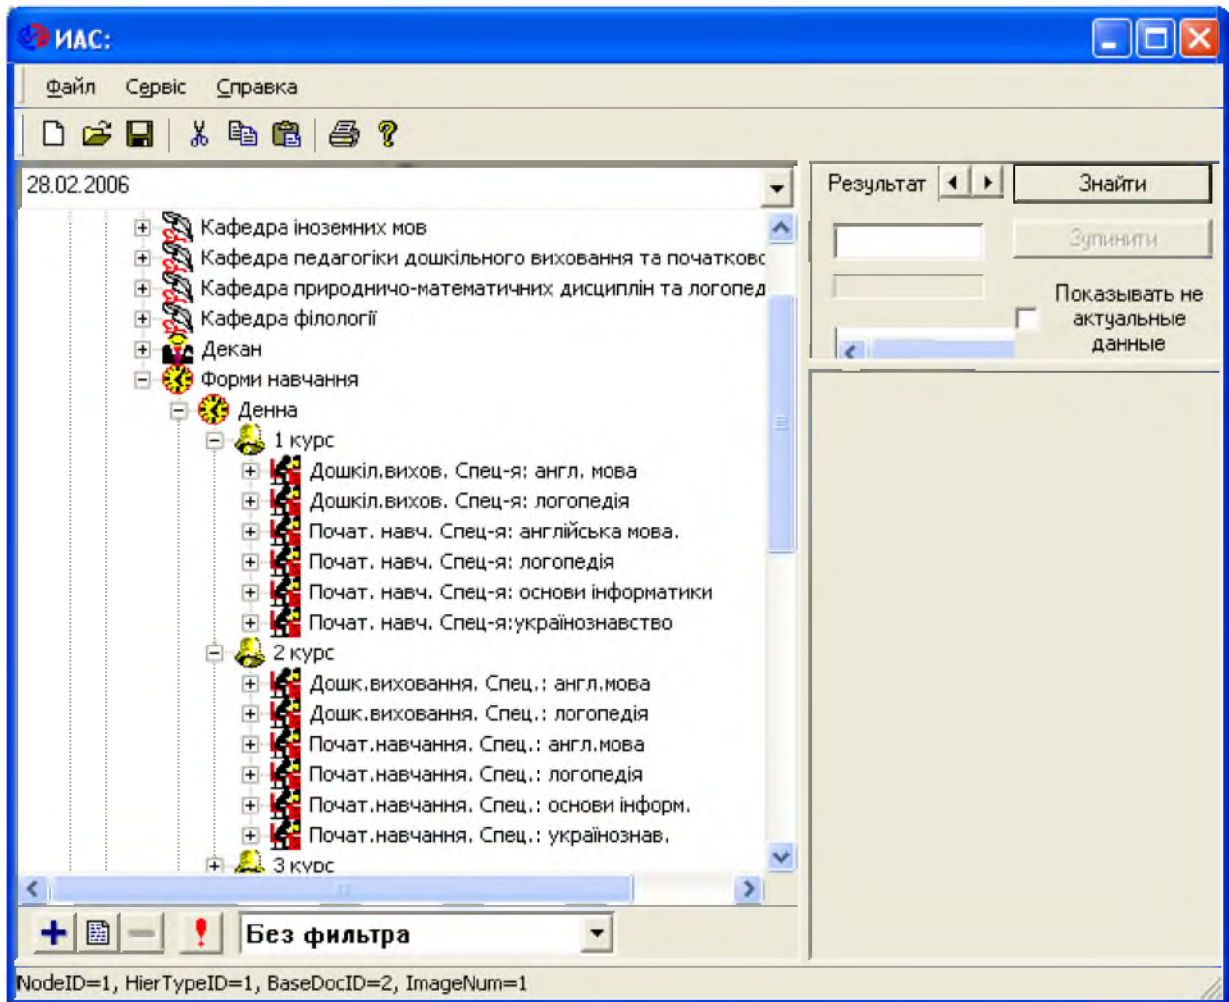 ИАС:
Файл Сервіс Справка
28.02.2006
Кафедра іноземних мов
Кафедра педагогіки дошкільного виховання та початковс
Кафедра природничо-математичних дисциплін та логопед
Кафедра філології
Декан
Форми навчання
Денна
1 курс
Дошкіл.вихов. Спец-я: англ. мова
Дошкіл.вихов. Спец-я: логопедія
Почат. навч. Спец-я: англійська мова.
Почат. навч. Спец-я: логопедія
Почат. навч. Спец-я: основи інформатики
Почат. навч. Спец-я:українознавство
2 курс
Дошк.виховання. Спец.: англ.мова
Дошк.виховання. Спец.: логопедія
Почат.навчання. Спец.: англ.мова
Почат.навчання. Спец.: логопедія
Почат.навчання. Спец.: основи інформ.
Почат.навчання. Спец.: українознав.
3 курс
Без фильтра
Результат
Знайти
Зупинити
Показывать не
актуальные
данные
NodeID=1, HierTypeID=1, BaseDocID=2, ImageNum=1